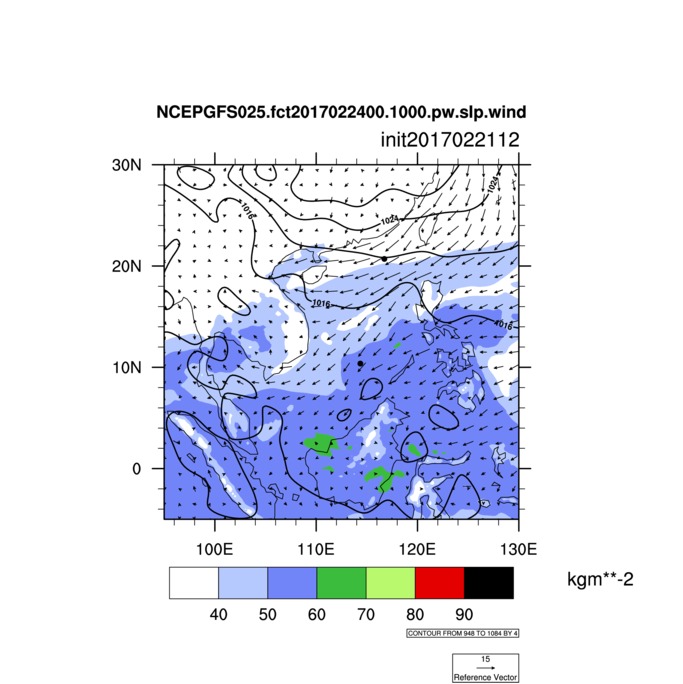 NCEPGFS025.fct2017022400.1000.pw.slp.wind
init2017022112
30N
20N
10N
0
1024
1016
1024
1016
1016
100E 110E 120E 130E
kgm**-2
40 50 60 70 80 90
CONTOUR FROM 948 TO 1084 BY 4
15
Reference Vector